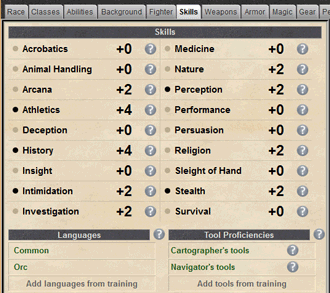 Race Classes Abilities Background Fighter Skills Weapons Armor Magic Gear Pe
Skills
Acrobatics +0 ? Medicine +0 ?
Animal Handling +0 ? Nature +2 ?
Arcana +2 ? Perception +2 ?
Athletics +4 ? Performance +0 ?
Deception +0 ? Persuasion +0 ?
History +4 ? Religion +2 ?
Insight +0 ? Sleight of Hand +0 ?
Intimidation +2 ? Stealth +2 ?
Investigation +2 ? Survival +0 ?
Languages ? Tool Proficiencies ?
Common Cartographer's tools ?
Orc Navigator's tools ?
Add languages from training Add tools from training